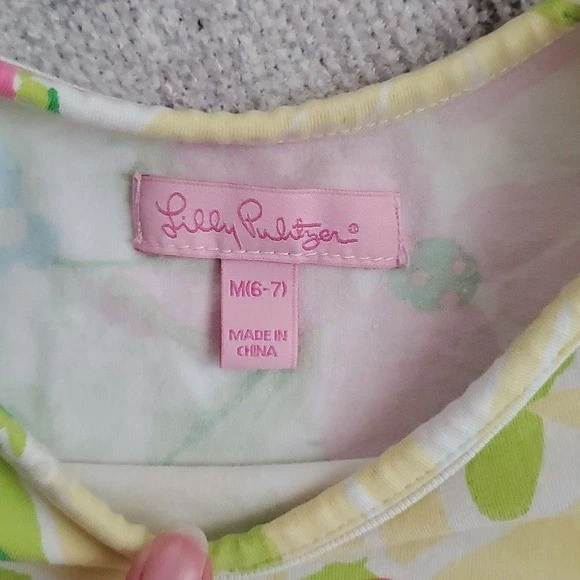 Lilly Pulitzer®
M(6-7)
MADE IN
CHINA